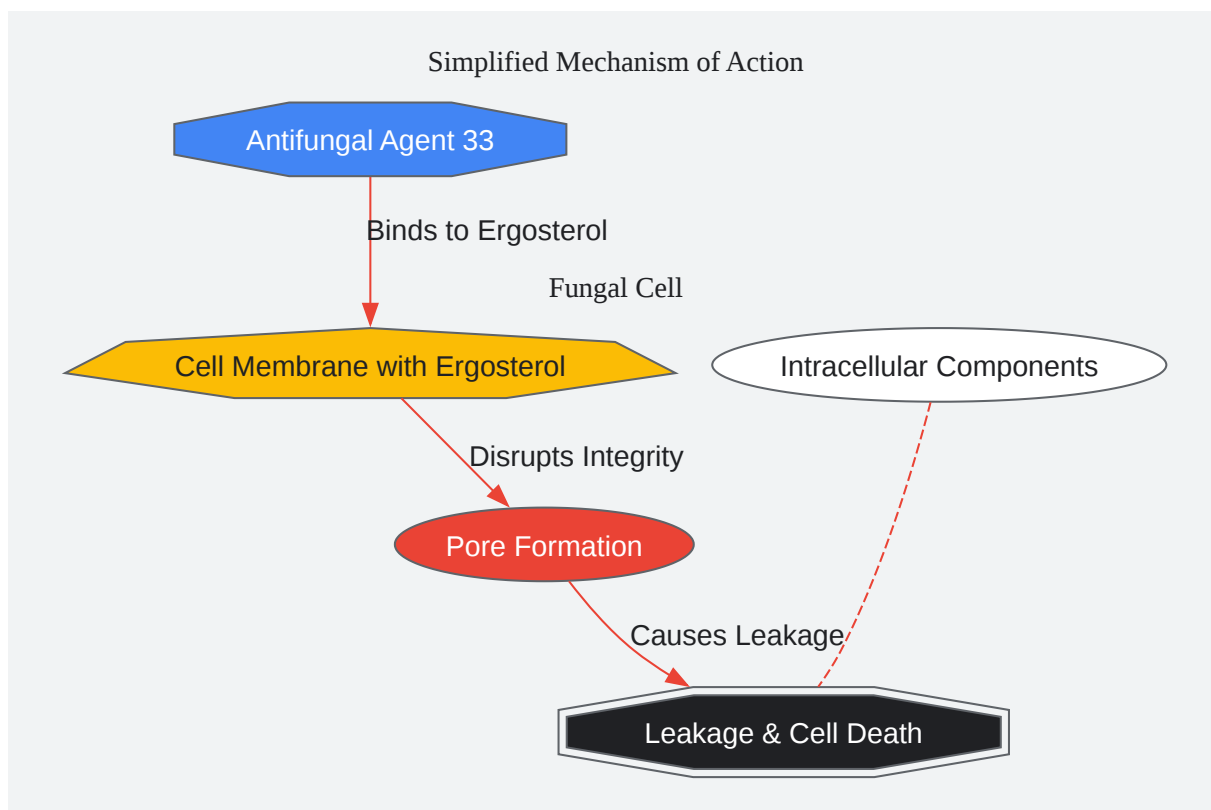 Simplified Mechanism of Action
Antifungal Agent 33
Binds to Ergosterol
Fungal Cell
Cell Membrane with Ergosterol
Intracellular Components
Disrupts Integrity
Pore Formation
Causes Leakage
Leakage & Cell Death